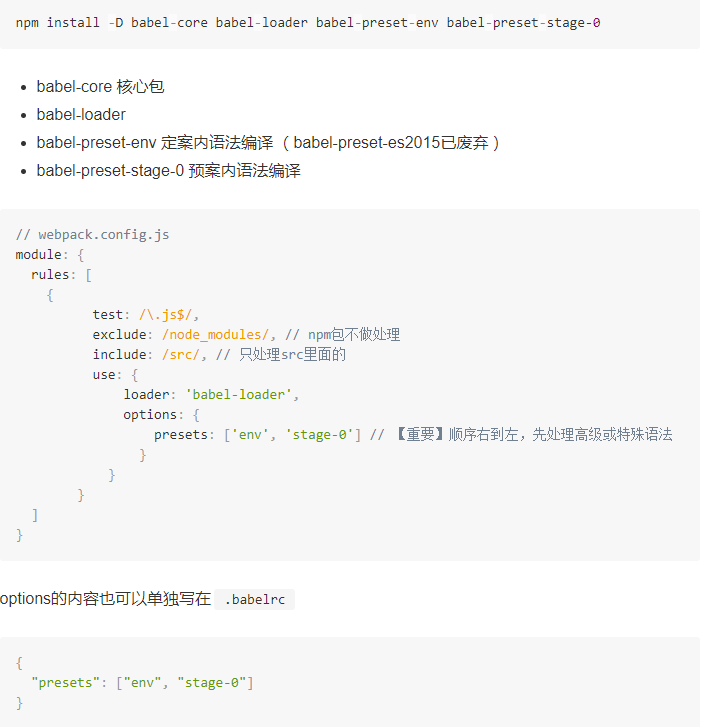 npm install -D babel-core babel-loader babel-preset-env babel-preset-stage-0
babel-core 核心包
babel-loader
babel-preset-env 定案内语法编译 （babel-preset-es2015已废弃）
babel-preset-stage-0 预案内语法编译
// webpack.config.js
module: {
  rules: [
    {
          test: /\.js$/,
          exclude: /node_modules/, // npm包不做处理
          include: /src/, // 只处理src里面的
          use: {
              loader: 'babel-loader',
              options: {
                  presets: ['env', 'stage-0'] // 【重要】顺序右到左，先处理高级或特殊语法
                }
            }
        }
  ]
}
options的内容也可以单独写在 .babelrc
{
  "presets": ["env", "stage-0"]
}